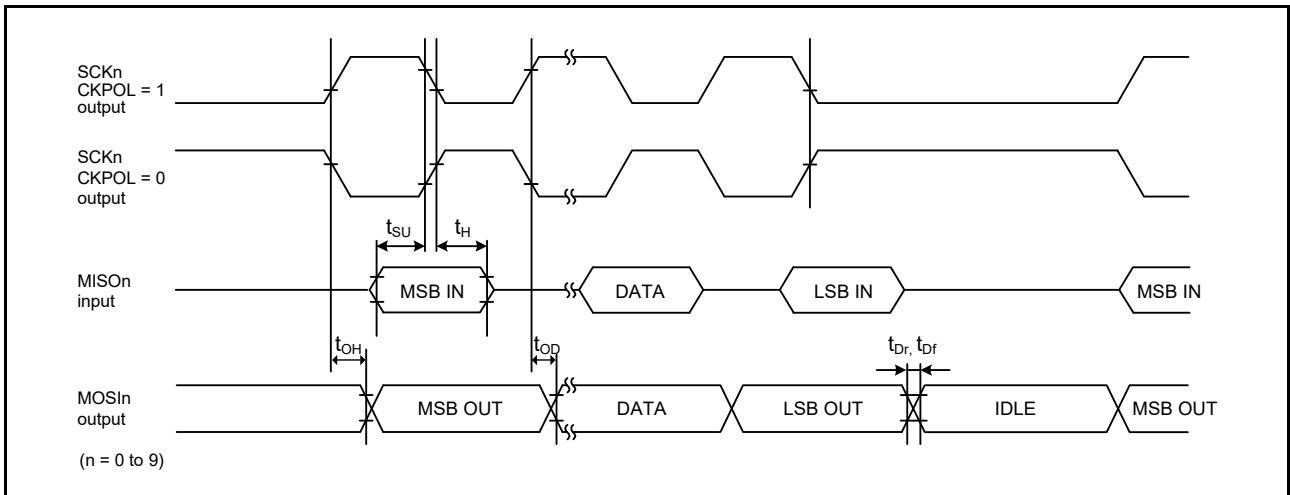 SCKn
CKPOL = 1
output
SCKn
CKPOL = 0
output
tSU
tH
MISOn
input
MSB IN
DATA
LSB IN
MSB IN
tOH
tOD
tDr, tDf
MOSIn
output
MSB OUT
DATA
LSB OUT
IDLE
MSB OUT
(n = 0 to 9)